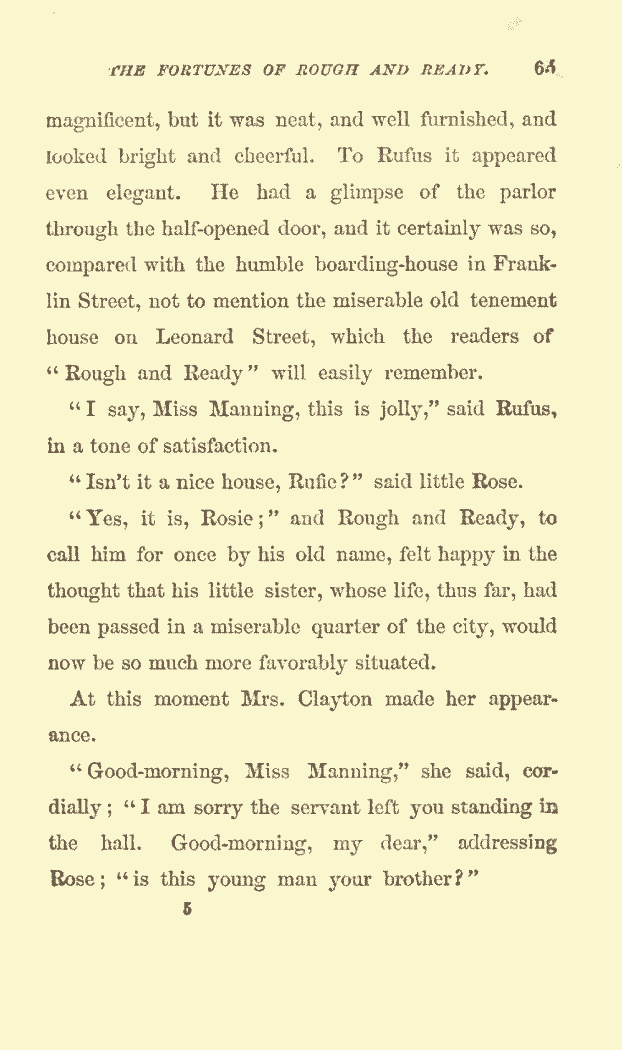 THE FORTUNES OF ROUGH AND READY. 65
magnificent, but it was neat, and well furnished, and
looked bright and cheerful. To Rufus it appeared
even elegant. He had a glimpse of the parlor
through the half-opened door, and it certainly was so,
compared with the humble boarding-house in Frank-
lin Street, not to mention the miserable old tenement
house on Leonard Street, which the readers of
“Rough and Ready” will easily remember.
“I say, Miss Manning, this is jolly,” said Rufus,
in a tone of satisfaction.
“Isn’t it a nice house, Rufie?” said little Rose.
“Yes, it is, Rosie;” and Rough and Ready, to
call him for once by his old name, felt happy in the
thought that his little sister, whose life, thus far, had
been passed in a miserable quarter of the city, would
now be so much more favorably situated.
At this moment Mrs. Clayton made her appear-
ance.
“Good-morning, Miss Manning,” she said, cor-
dially; “I am sorry the servant left you standing in
the hall. Good-morning, my dear,” addressing
Rose; “is this young man your brother?”
5